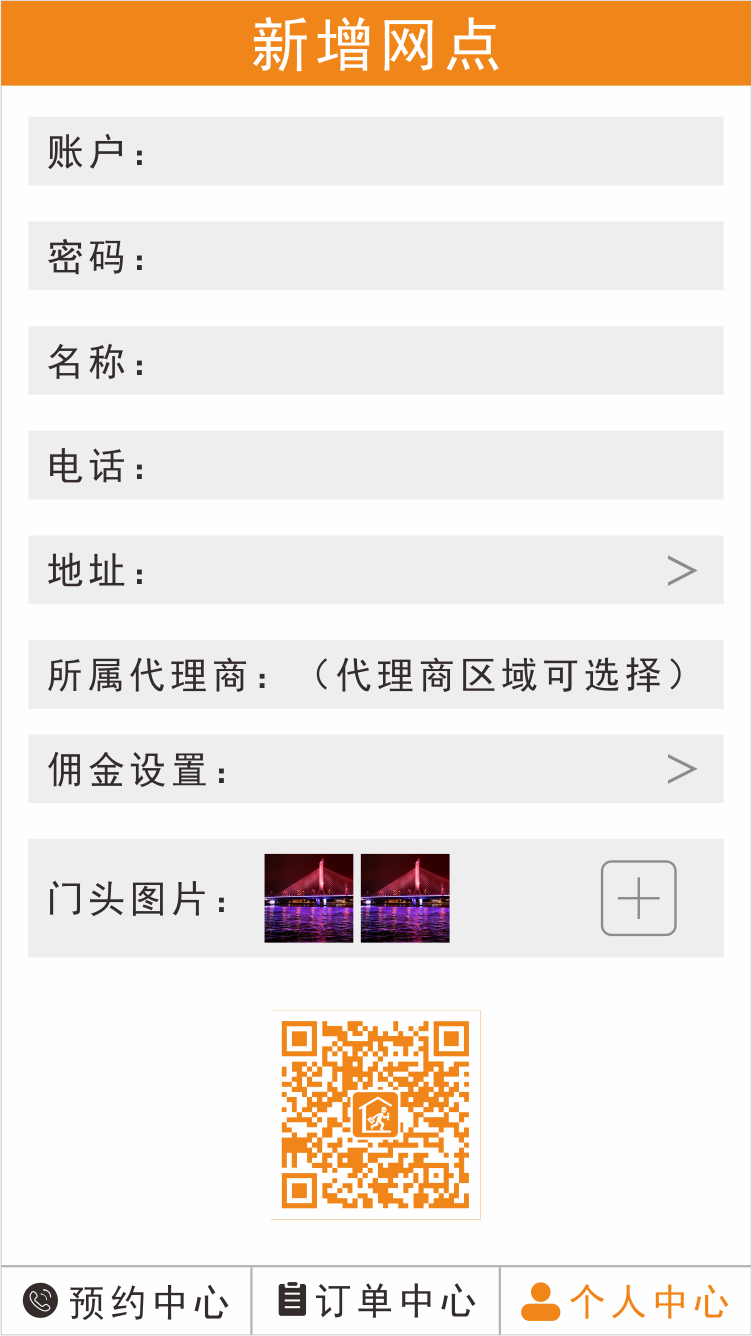 新增网点
账户：
密码：
名称：
电话：
地址： >
所属代理商：（代理商区域可选择）
佣金设置： >
门头图片：
预约中心 订单中心 个人中心